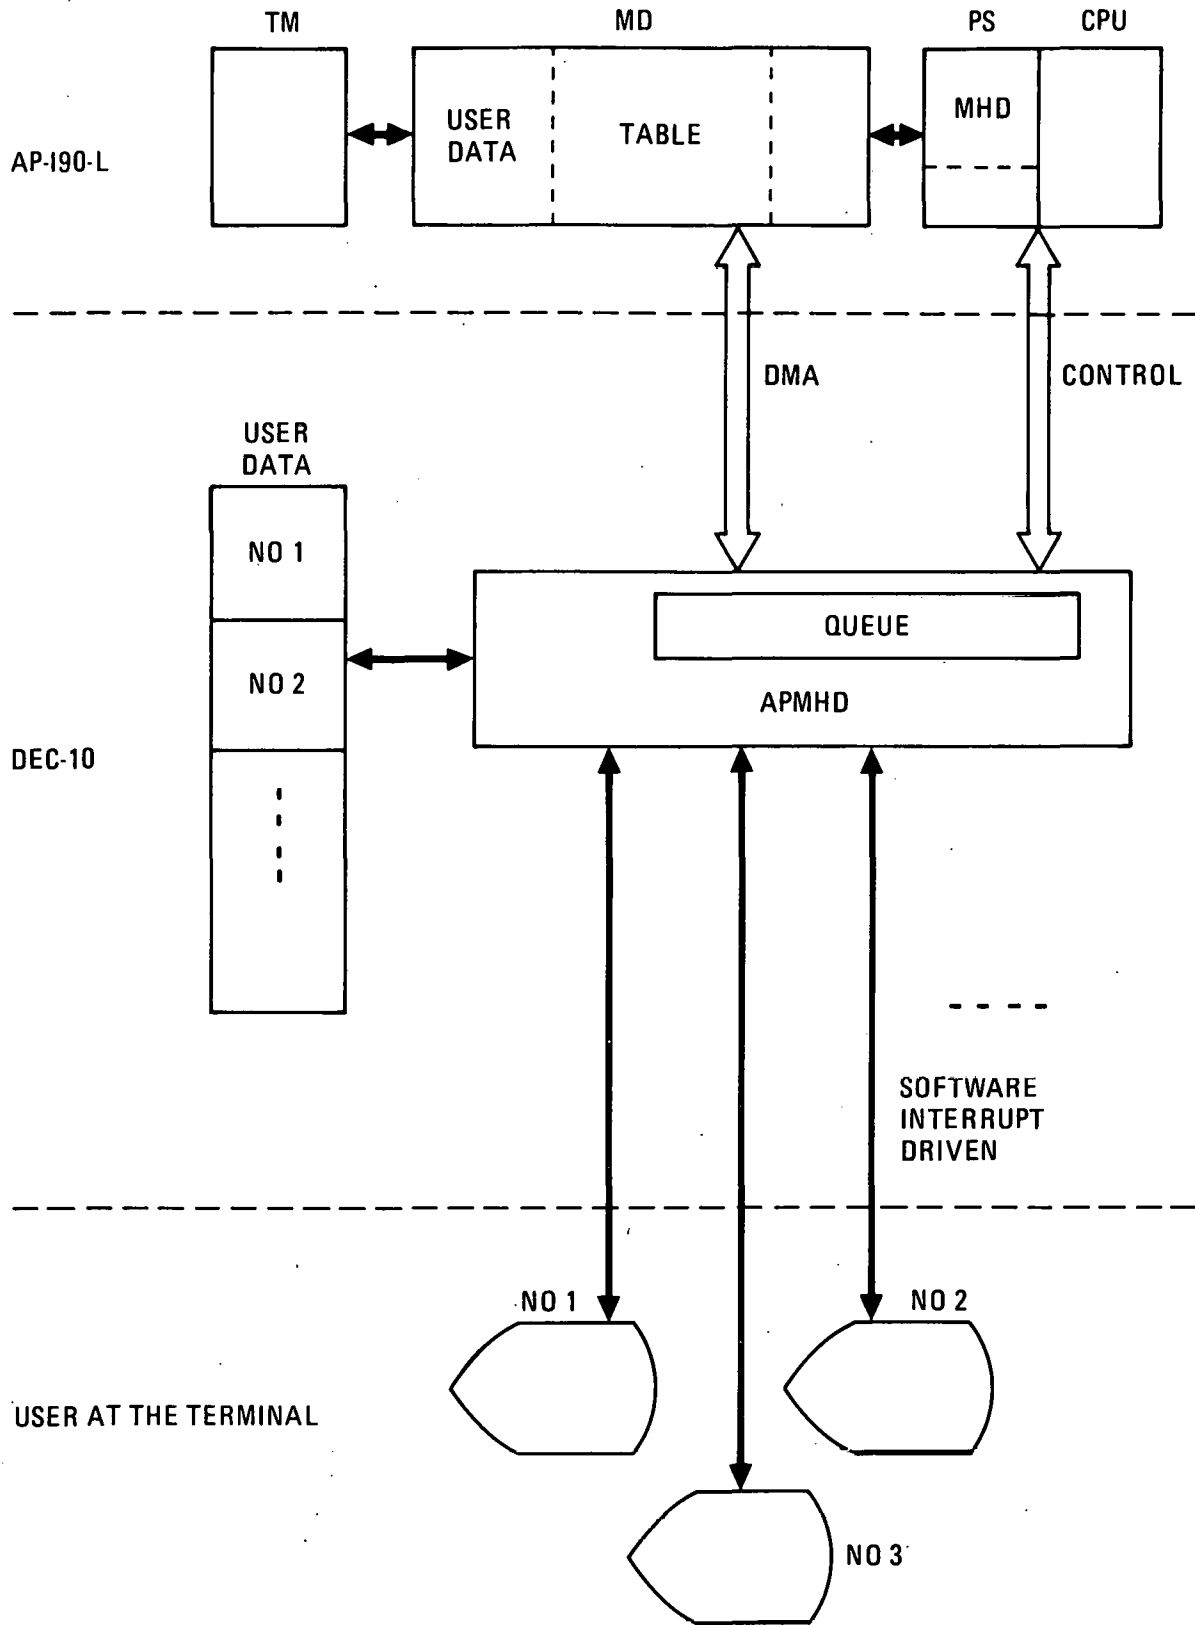 TM
MD
PS
CPU
USER
DATA
TABLE
MHD
AP-190-L
DMA
CONTROL
USER
DATA
NO 1
NO 2
QUEUE
APMHD
DEC-10
SOFTWARE
INTERRUPT
DRIVEN
NO 1
NO 2
USER AT THE TERMINAL
NO 3